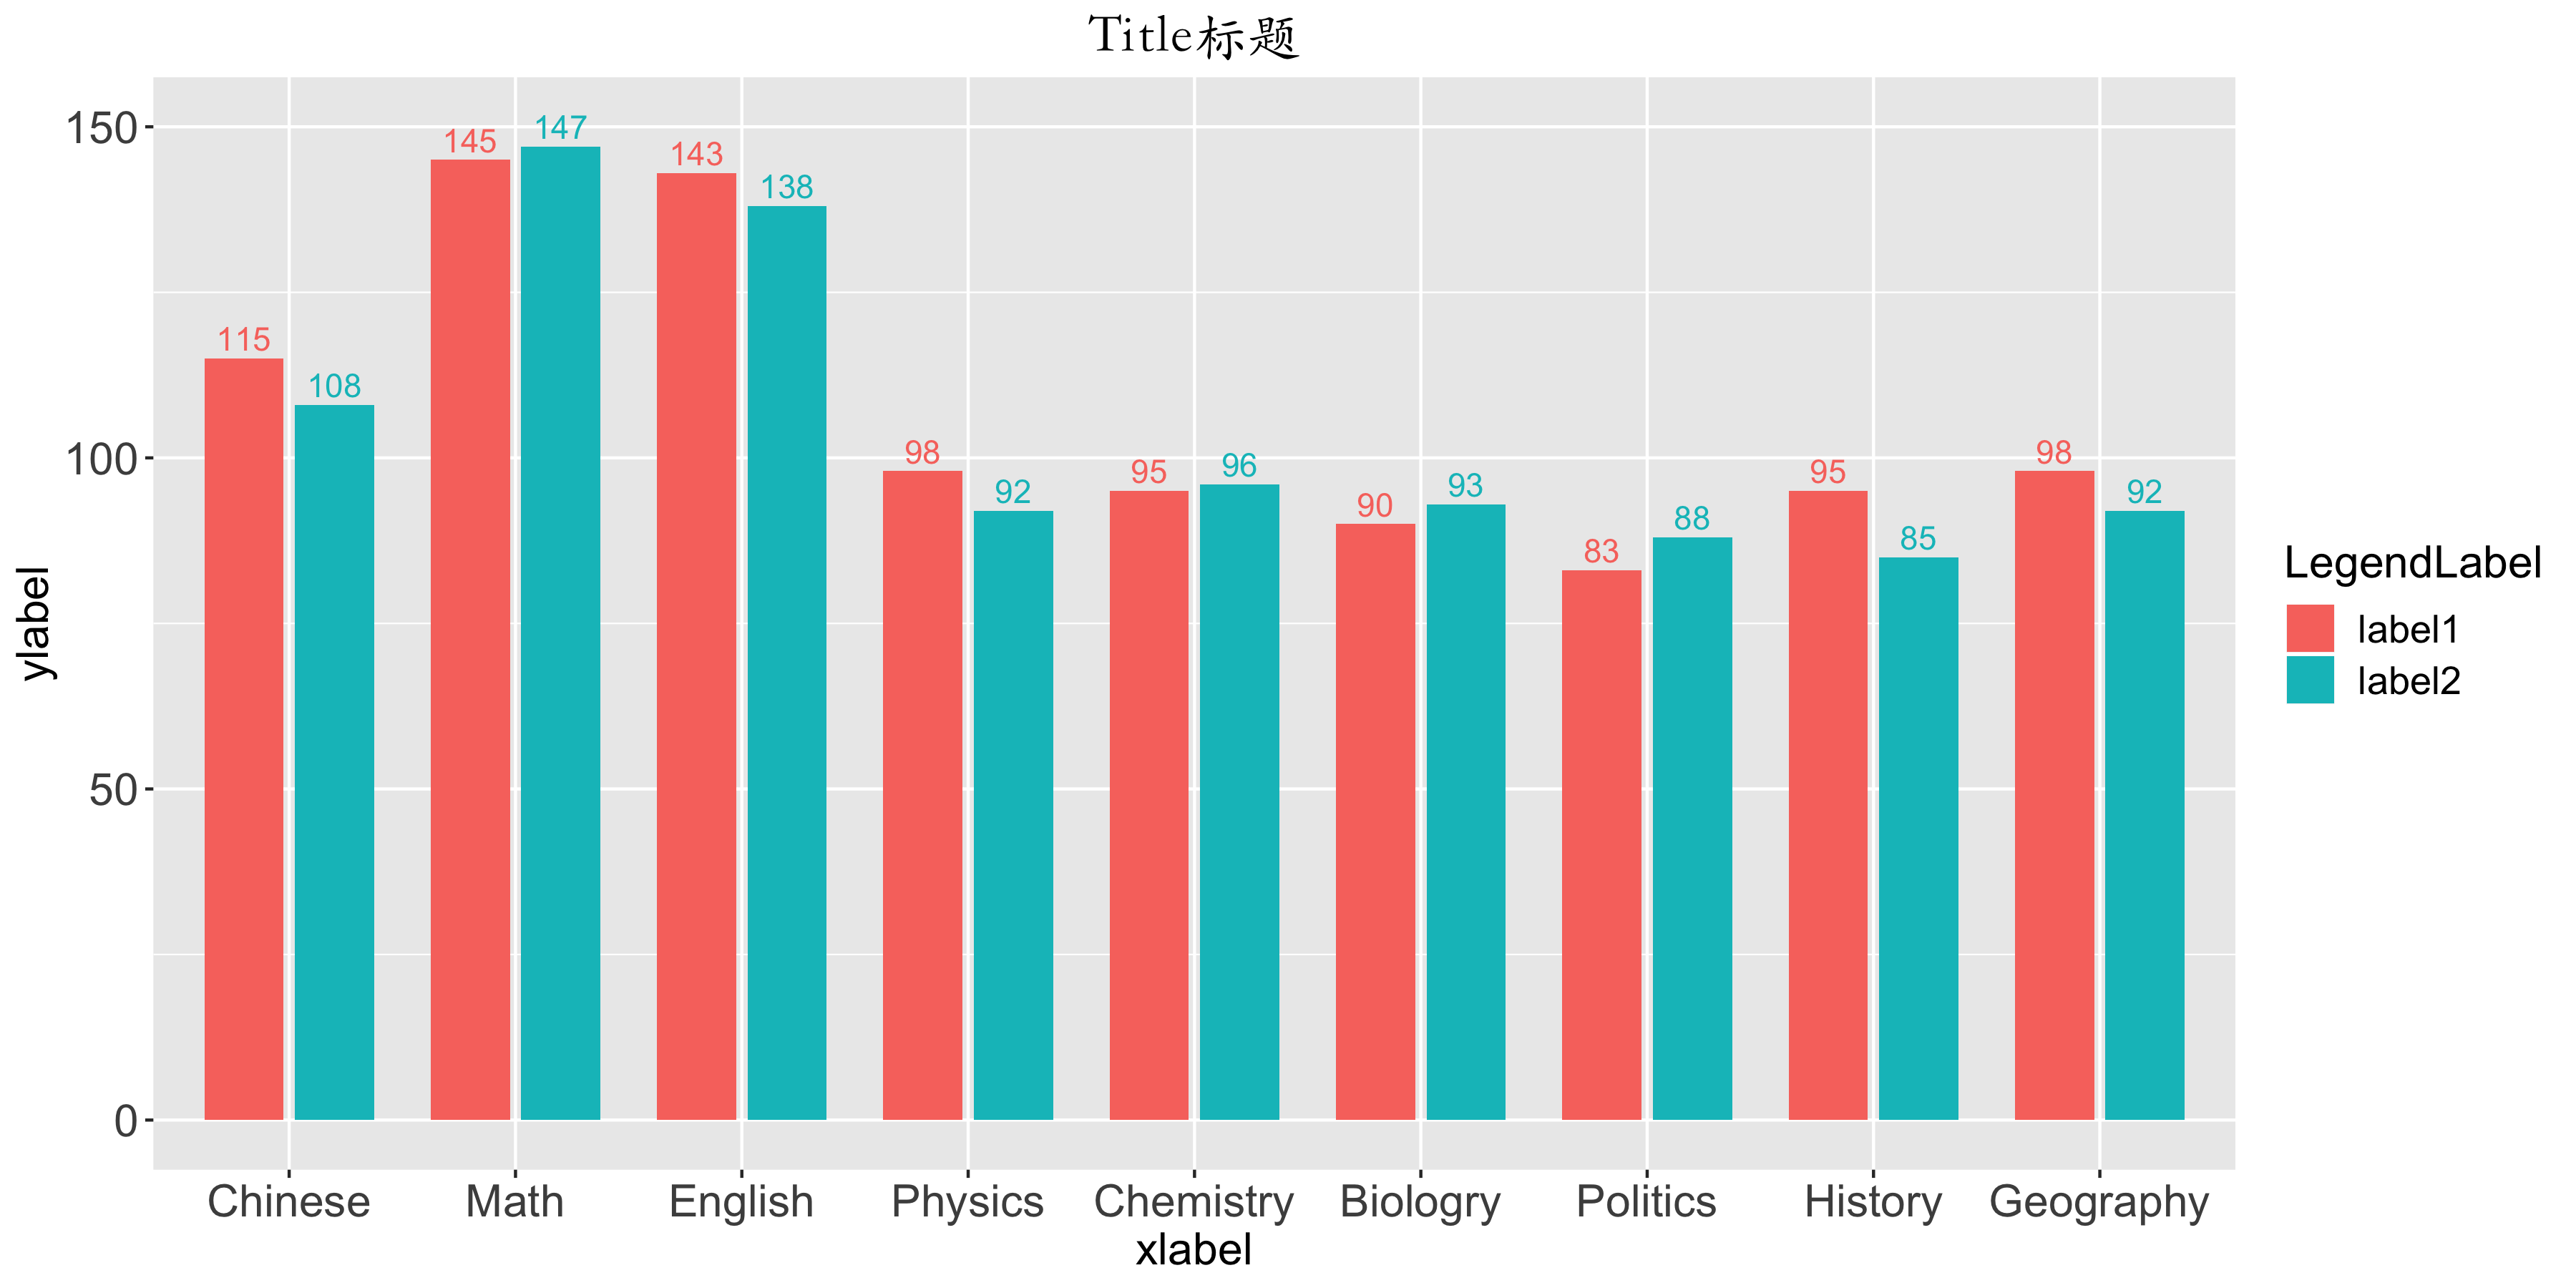 Title标题
150
100
50
0
ylabel
115 108 145 147 143 138 98 92 95 96 90 93 83 88 95 85 98 92
Chinese Math English Physics Chemistry Biologry Politics History Geography
xlabel
LegendLabel
label1
label2